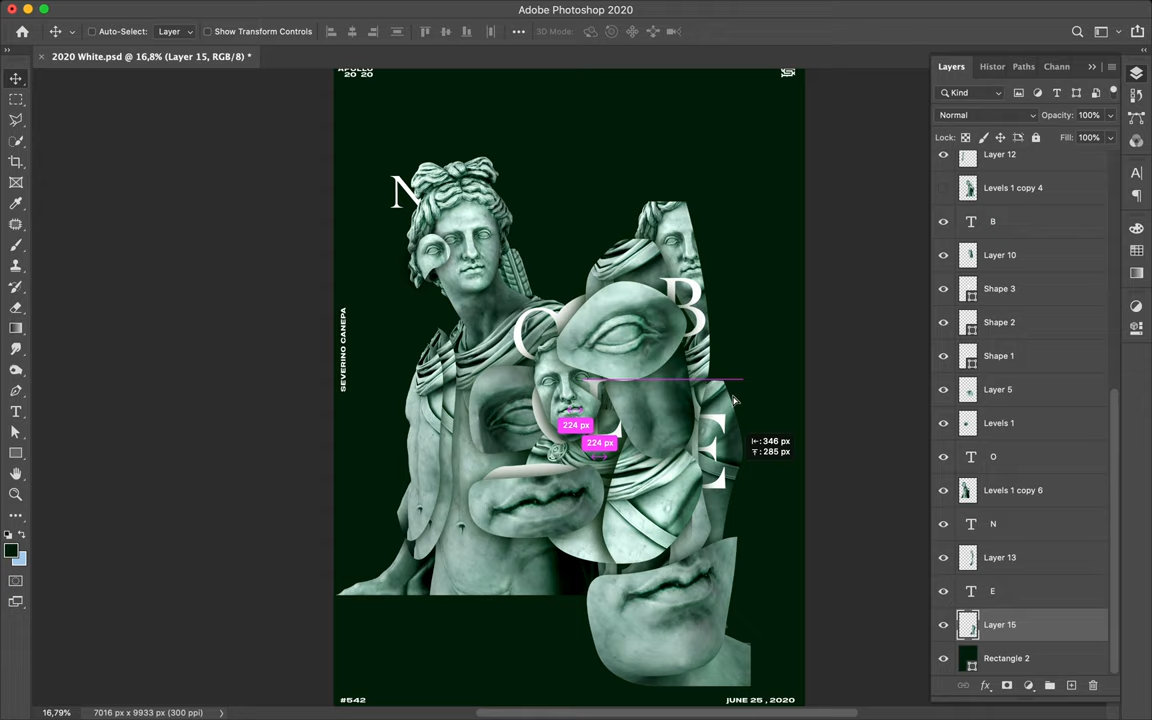 Adobe Photoshop 2020
Auto-Select:
Layer
Show Transform Controls
3D Mode:
2020 White.psd @ 16,8% (Layer 15, RGB/8) *
APOLLO
20 20
N
B
O
L
E
SEVERINO CANEPA
224 px
224 px
346 px
285 px
#542
JUNE 25 , 2020
Layers
Histor
Paths
Chann
Kind
Normal
Opacity: 100%
Lock:
Fill: 100%
Layer 12
Levels 1 copy 4
B
Layer 10
Shape 3
Shape 2
Shape 1
Layer 5
Levels 1
O
Levels 1 copy 6
N
Layer 13
E
Layer 15
Rectangle 2
16,79%
7016 px x 9933 px (300 ppi)